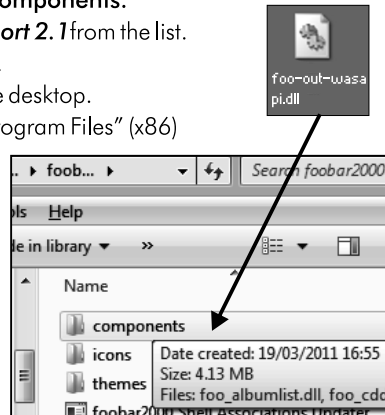 omponents.
ort 2.1 from the list.
e desktop.
ogram Files” (x86)
foo-out-wasa
pi.dll
.. foob... Search foobar2000
ols Help
de in library »
Name
components
icons
themes
Date created: 19/03/2011 16:55
Size: 4.13 MB
Files: foo_albumlist.dll, foo_cdd
foobar2000 Shell Associations Updater